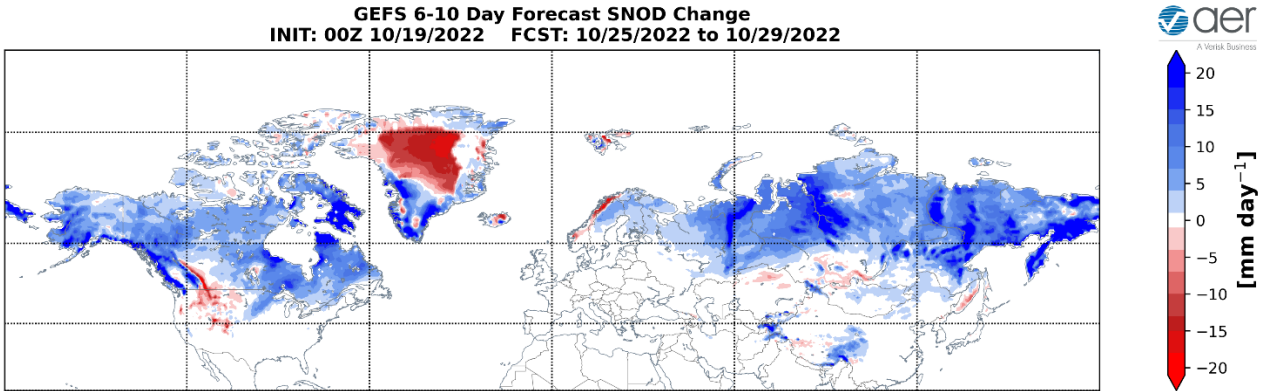 GEFS 6-10 Day Forecast SNOD Change
INIT: 00Z 10/19/2022 FCST: 10/25/2022 to 10/29/2022
aer
A Verisk Business
20
15
10
5
0
−5
−10
−15
−20
[mm day⁻¹]